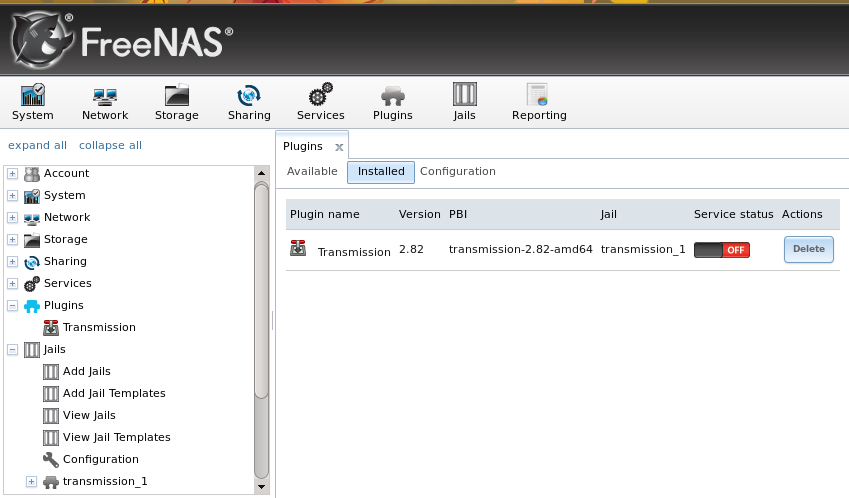 FreeNAS®
System Network Storage Sharing Services Plugins Jails Reporting
expand all collapse all
Account
System
Network
Storage
Sharing
Services
Plugins
Transmission
Jails
Add Jails
Add Jail Templates
View Jails
View Jail Templates
Configuration
transmission_1
Plugins x
Available Installed Configuration
Plugin name Version PBI Jail Service status Actions
Transmission 2.82 transmission-2.82-amd64 transmission_1 OFF Delete